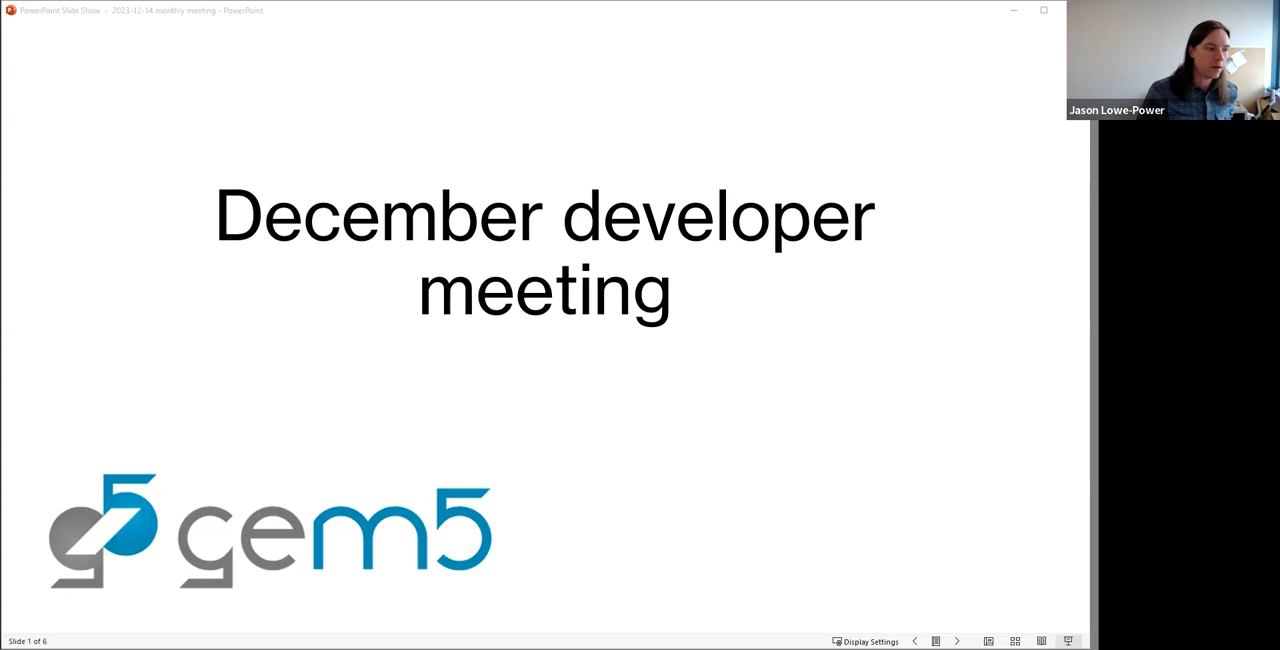 PowerPoint Slide Show - 2023-12-14 monthly meeting - PowerPoint
Jason Lowe-Power
December developer
meeting
g5 gem5
Slide 1 of 6
Display Settings